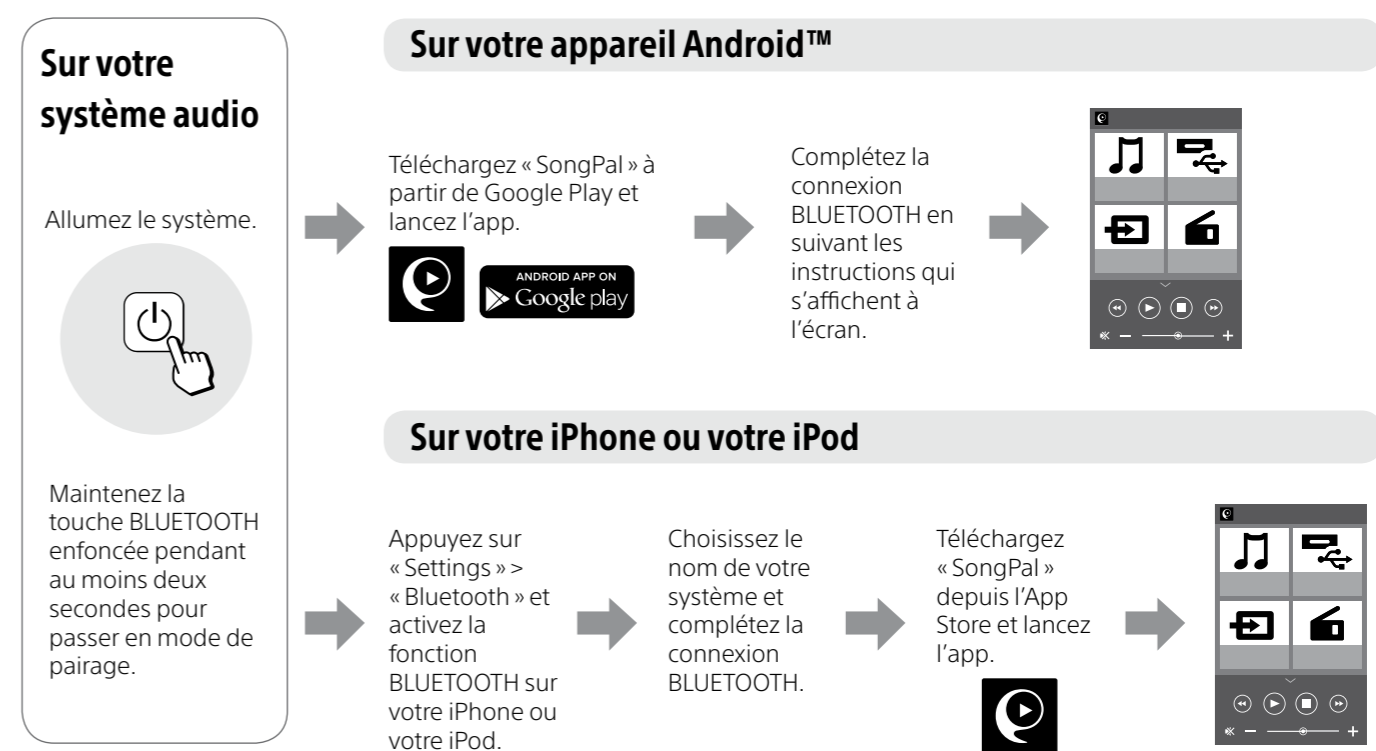 Sur votre
système audio
Allumez le système.
Maintenez la
touche BLUETOOTH
enfoncée pendant
au moins deux
secondes pour
passer en mode de
pairage.
Sur votre appareil Android™
Téléchargez « SongPal » à
partir de Google Play et
lancez l’app.
ANDROID APP ON
Google play
Complétez la
connexion
BLUETOOTH en
suivant les
instructions qui
s’affichent à
l’écran.
Sur votre iPhone ou votre iPod
Appuyez sur
« Settings » >
« Bluetooth » et
activez la
fonction
BLUETOOTH sur
votre iPhone ou
votre iPod.
Choisissez le
nom de votre
système et
complétez la
connexion
BLUETOOTH.
Téléchargez
« SongPal »
depuis l’App
Store et lancez
l’app.